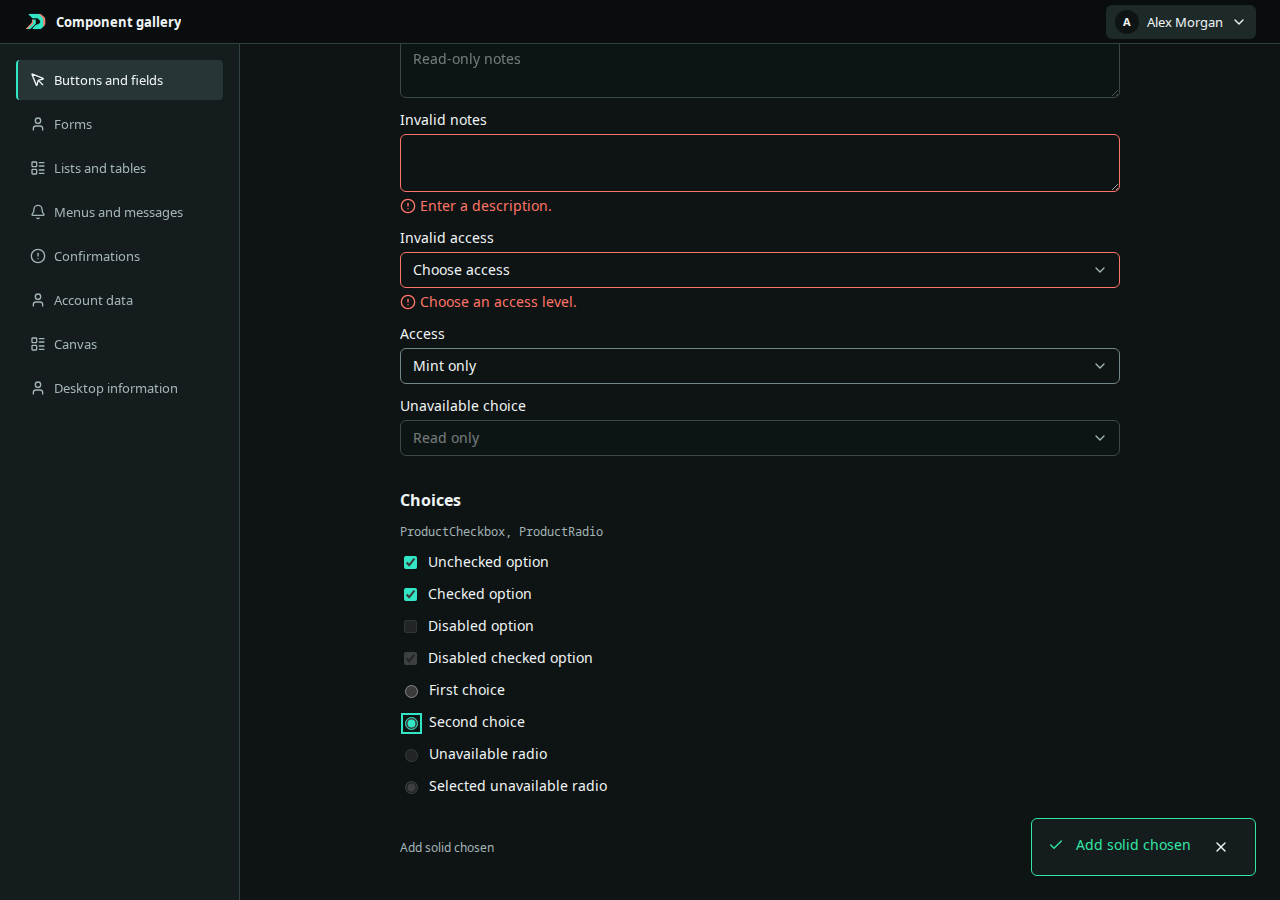 Component gallery
A Alex Morgan
Buttons and fields
Forms
Lists and tables
Menus and messages
Confirmations
Account data
Canvas
Desktop information
Read-only notes
Invalid notes
Enter a description.
Invalid access
Choose access
Choose an access level.
Access
Mint only
Unavailable choice
Read only
Choices
ProductCheckbox, ProductRadio
Unchecked option
Checked option
Disabled option
Disabled checked option
First choice
Second choice
Unavailable radio
Selected unavailable radio
Add solid chosen
Add solid chosen